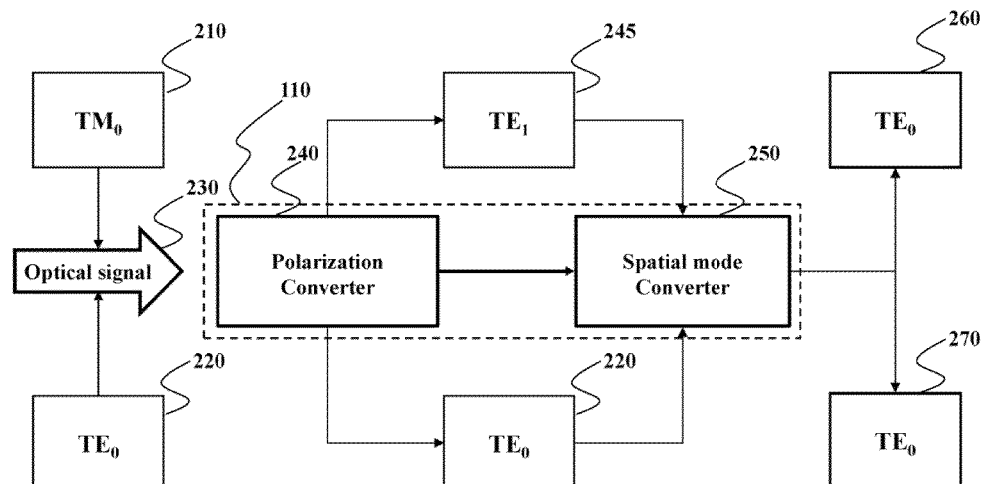 210
TM₀
230
Optical signal
220
TE₀
110
240
Polarization
Converter
245
TE₁
250
Spatial mode
Converter
220
TE₀
260
TE₀
270
TE₀